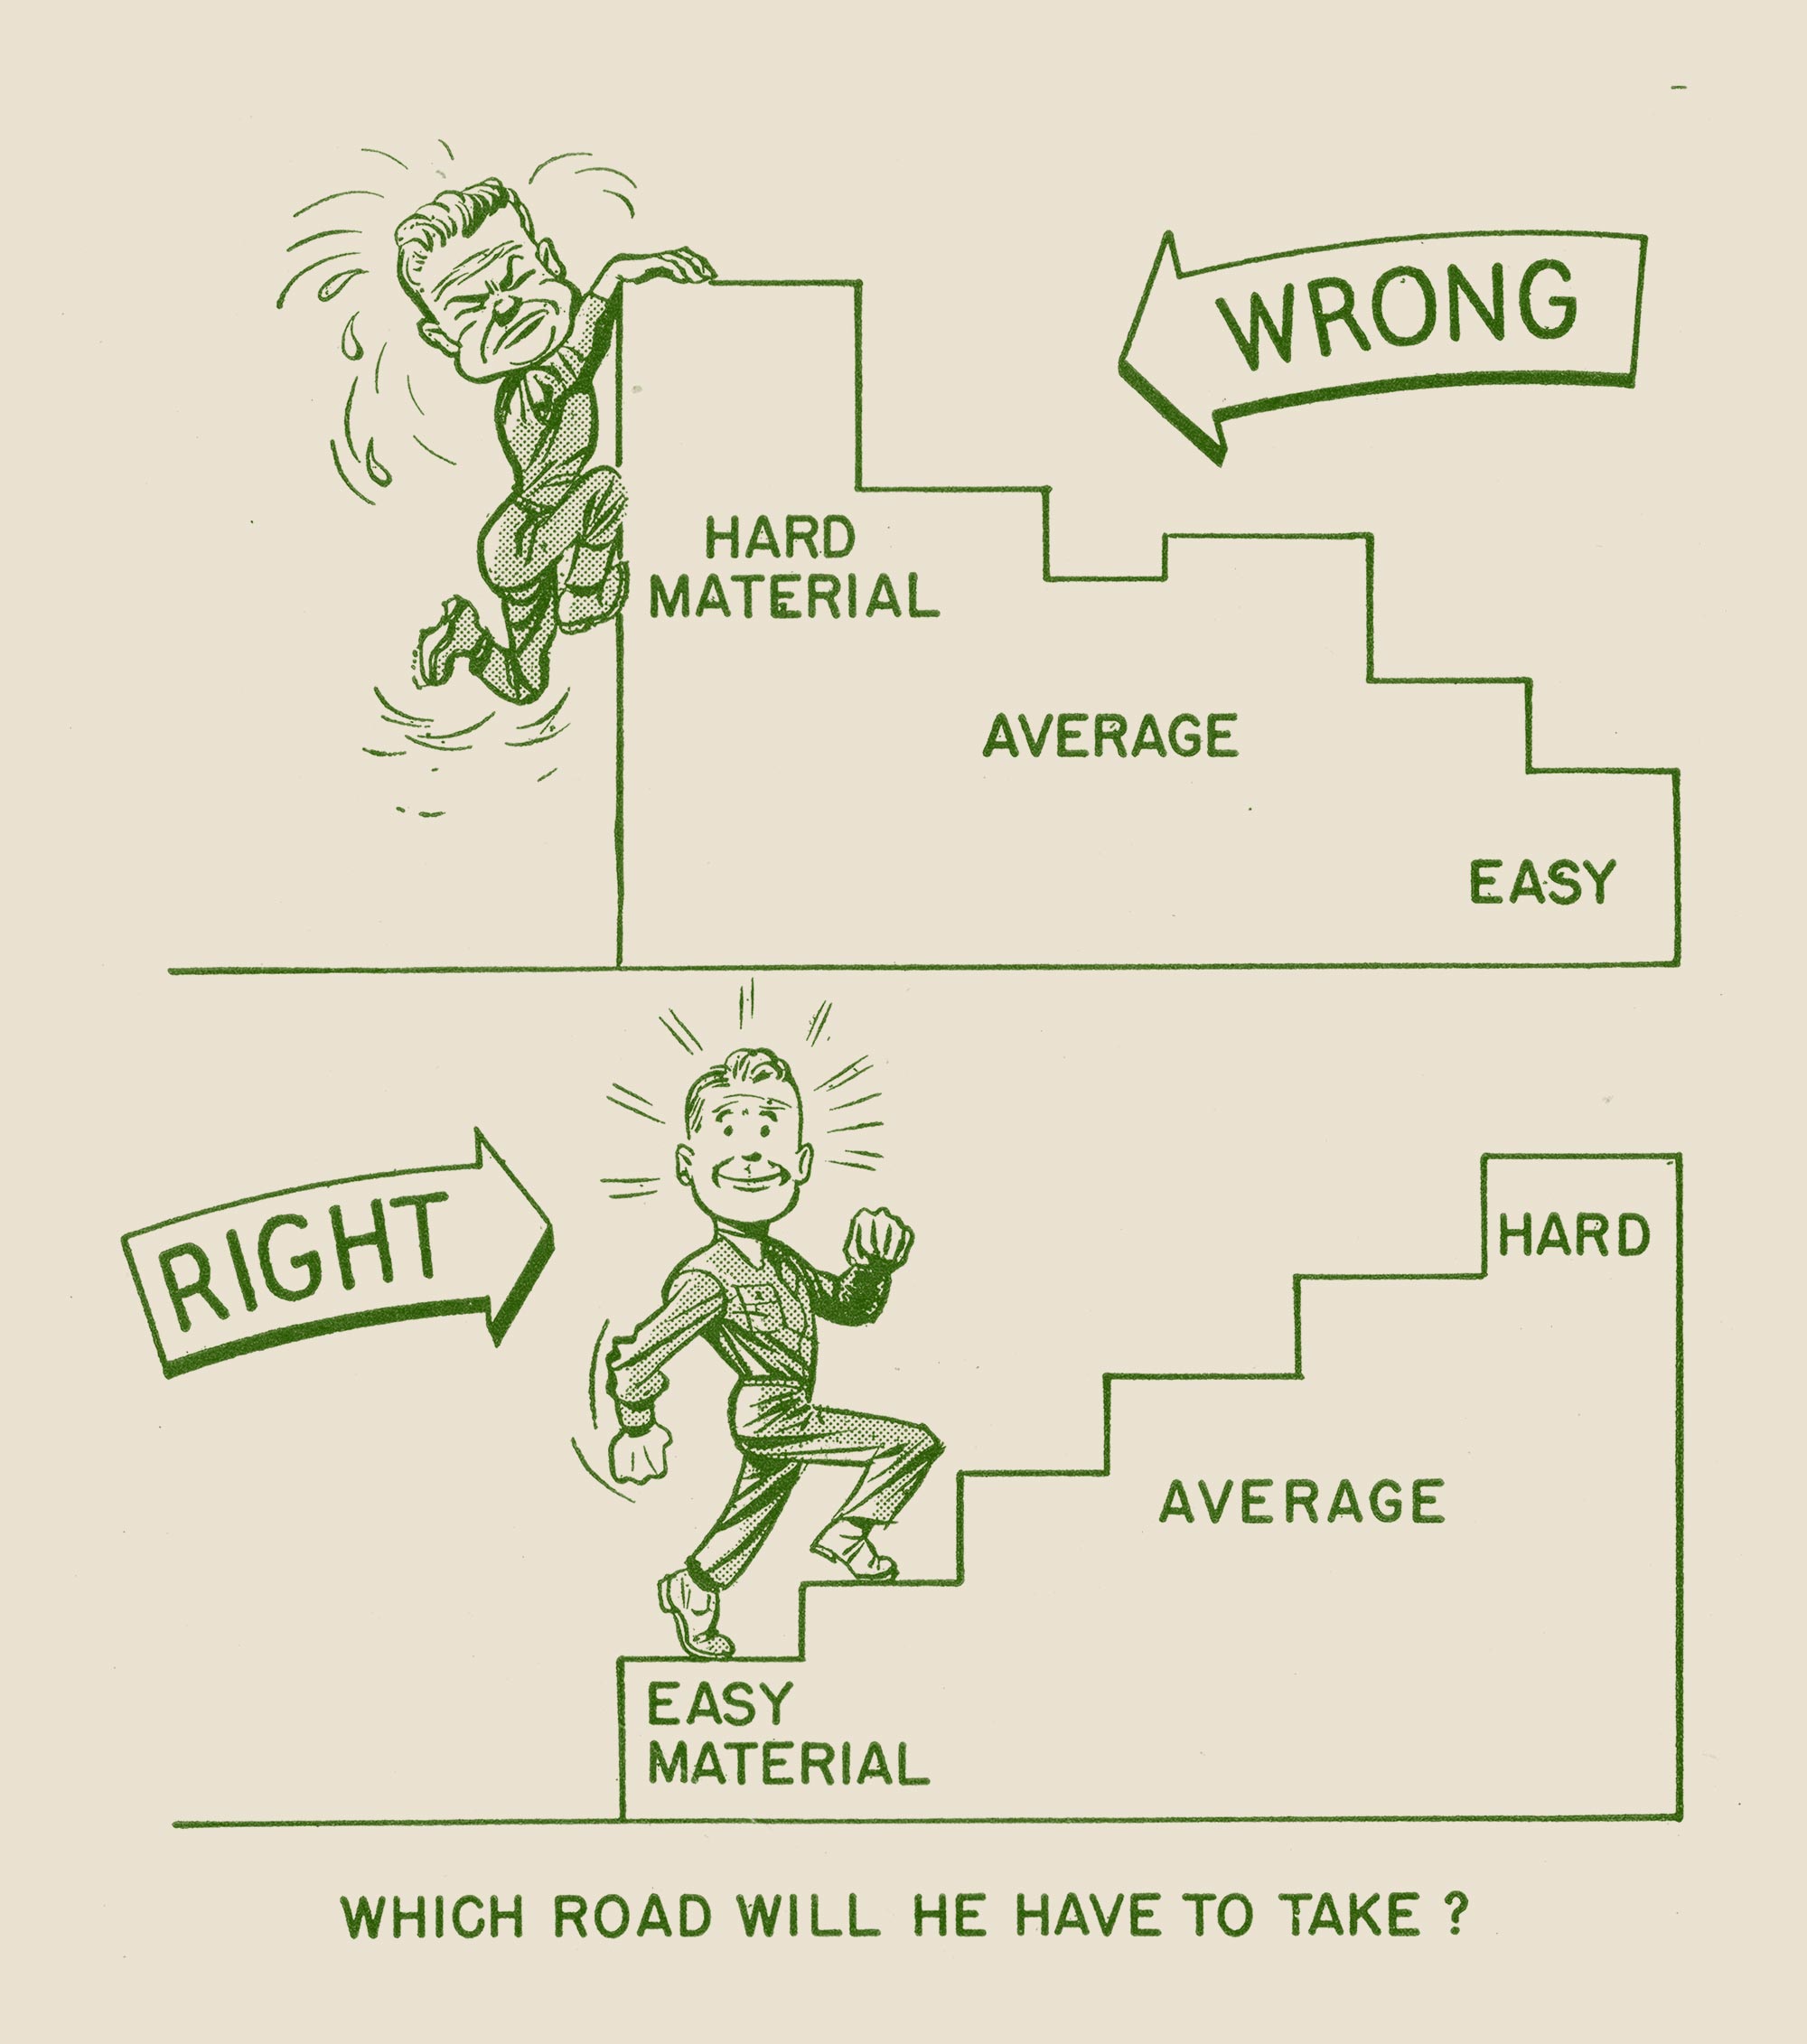 WRONG
HARD
MATERIAL
AVERAGE
EASY
RIGHT
HARD
AVERAGE
EASY
MATERIAL
WHICH ROAD WILL HE HAVE TO TAKE ?